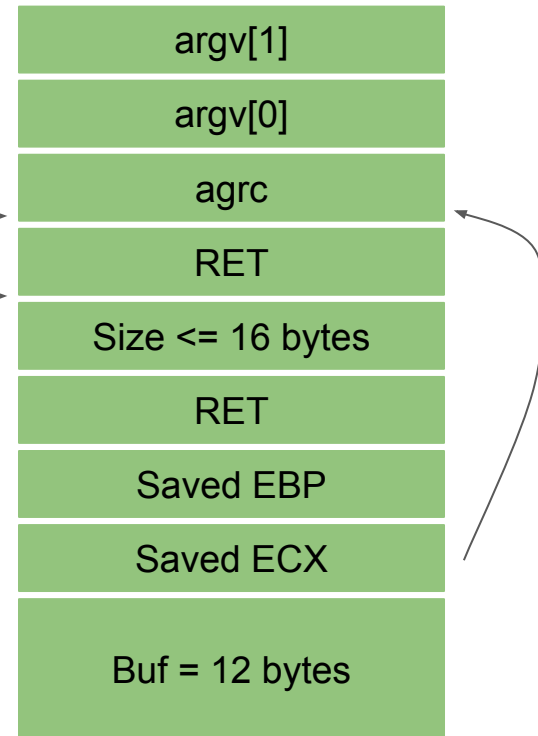 argv[1]
argv[0]
agrc
RET
Size <= 16 bytes
RET
Saved EBP
Saved ECX
Buf = 12 bytes